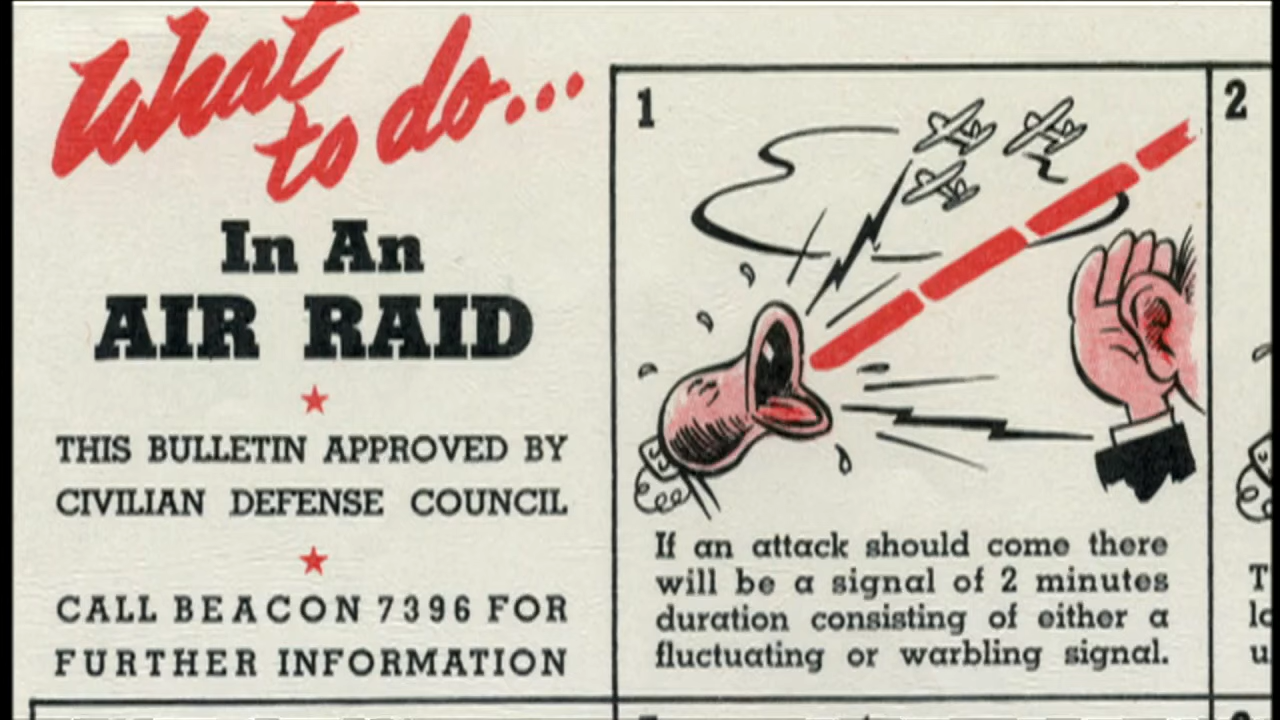 What
to do...
In An
AIR RAID
THIS BULLETIN APPROVED BY
CIVILIAN DEFENSE COUNCIL
CALL BEACON 7396 FOR
FURTHER INFORMATION
1
If an attack should come there
will be a signal of 2 minutes
duration consisting of either a
fluctuating or warbling signal.
2